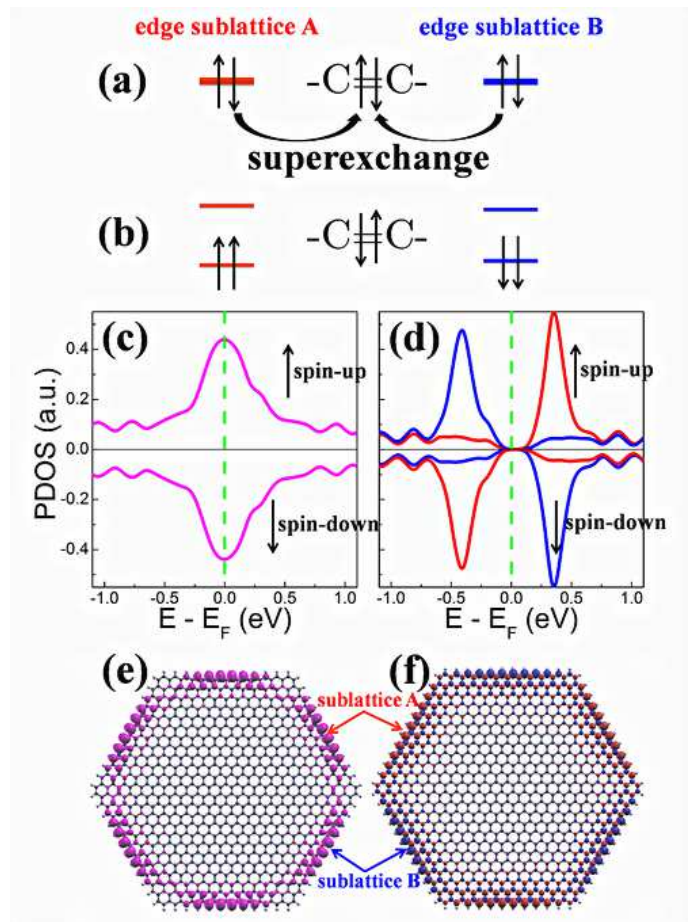 edge sublattice A
edge sublattice B
(a)
-C=C-
superexchange
(b)
-C=C-
(c)
(d)
spin-up
spin-up
spin-down
spin-down
PDOS (a.u.)
0.4
0.2
0.0
-0.2
-0.4
-1.0 -0.5 0.0 0.5 1.0
-1.0 -0.5 0.0 0.5 1.0
E - E_F (eV)
E - E_F (eV)
(e)
(f)
sublattice A
sublattice B